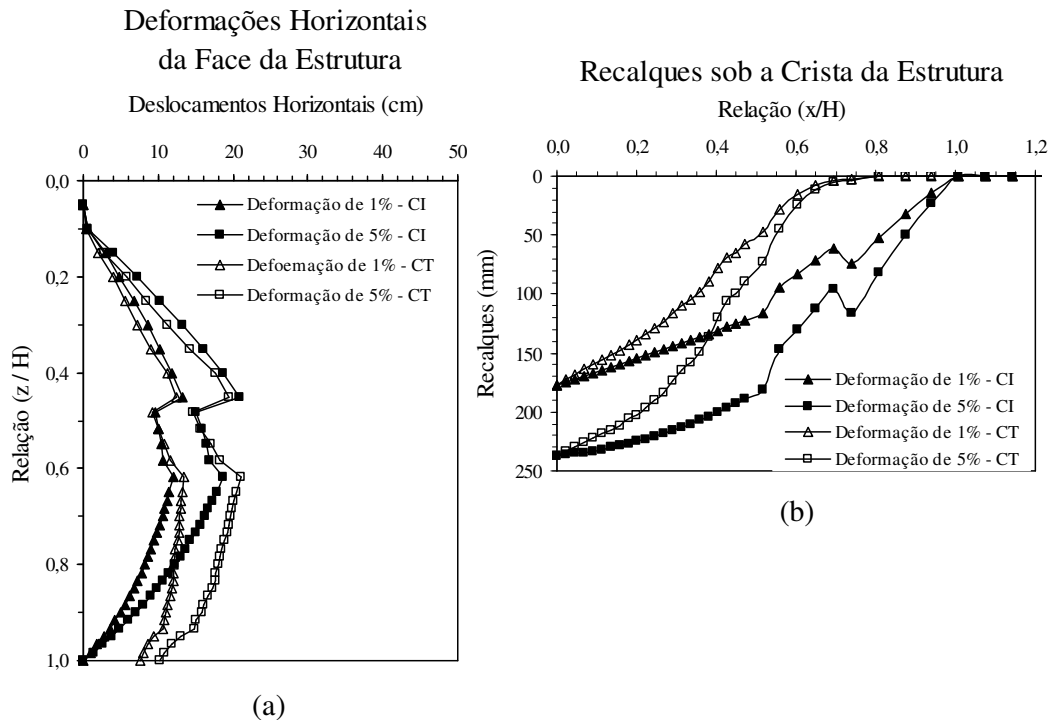 Deformações Horizontais
da Face da Estrutura
Deslocamentos Horizontais (cm)
0 10 20 30 40 50
0,0
0,2
0,4
0,6
0,8
1,0
Relação (z / H)
Deformação de 1% - CI
Deformação de 5% - CI
Defoemação de 1% - CT
Deformação de 5% - CT
(a)
Recalques sob a Crista da Estrutura
Relação (x/H)
0,0 0,2 0,4 0,6 0,8 1,0 1,2
0
50
100
150
200
250
Recalques (mm)
Deformação de 1% - CI
Deformação de 5% - CI
Deformação de 1% - CT
Deformação de 5% - CT
(b)